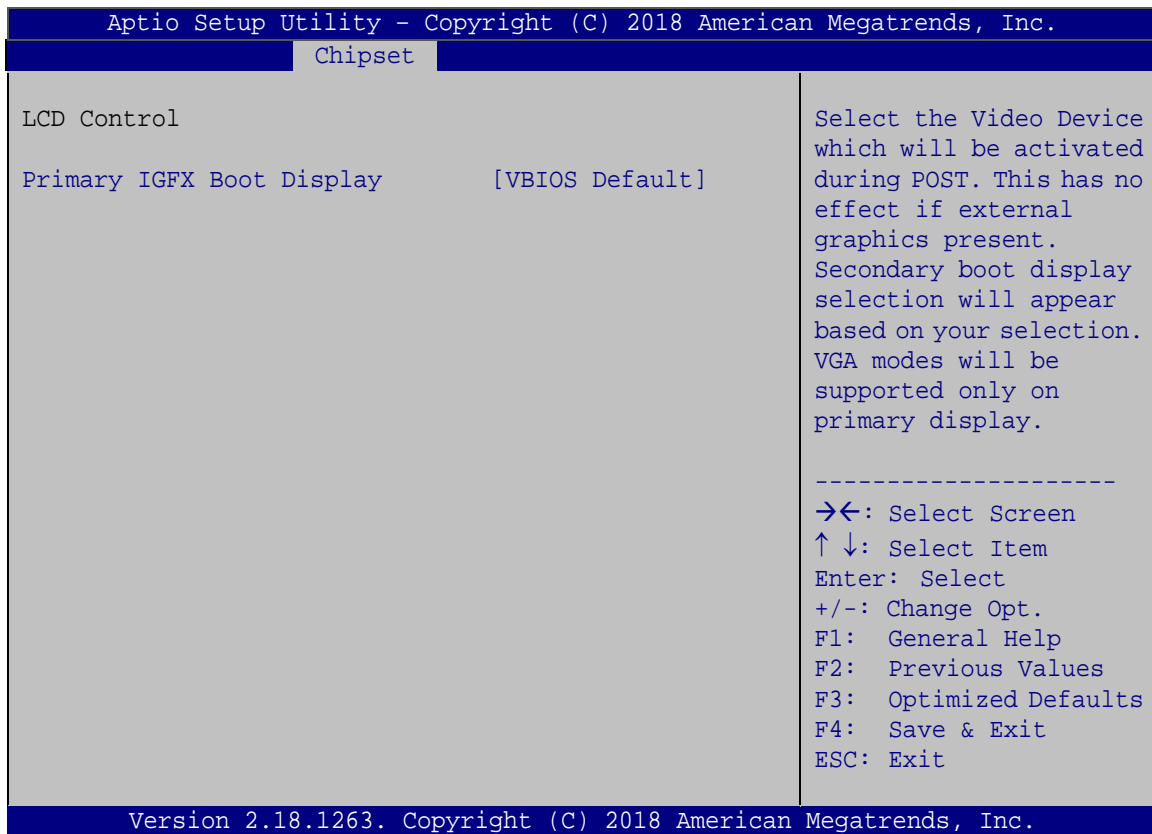 Aptio Setup Utility – Copyright (C) 2018 American Megatrends, Inc.
Chipset
LCD Control
Primary IGFX Boot Display [VBIOS Default]
Select the Video Device
which will be activated
during POST. This has no
effect if external
graphics present.
Secondary boot display
selection will appear
based on your selection.
VGA modes will be
supported only on
primary display.
---------------------
→←: Select Screen
↑ ↓: Select Item
Enter: Select
+/-: Change Opt.
F1: General Help
F2: Previous Values
F3: Optimized Defaults
F4: Save & Exit
ESC: Exit
Version 2.18.1263. Copyright (C) 2018 American Megatrends, Inc.